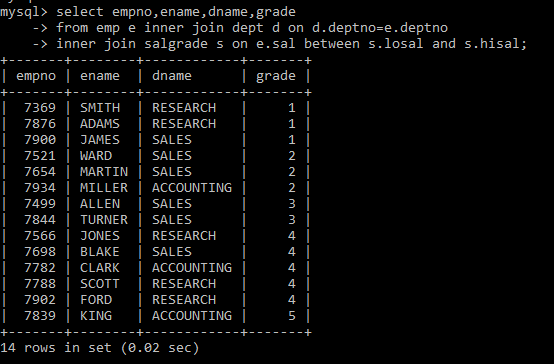 mysql> select empno,ename,dname,grade
    -> from emp e inner join dept d on d.deptno=e.deptno
    -> inner join salgrade s on e.sal between s.losal and s.hisal;
+-------+--------+------------+-------+
| empno | ename  | dname      | grade |
+-------+--------+------------+-------+
|  7369 | SMITH  | RESEARCH   |     1 |
|  7876 | ADAMS  | RESEARCH   |     1 |
|  7900 | JAMES  | SALES      |     1 |
|  7521 | WARD   | SALES      |     2 |
|  7654 | MARTIN | SALES      |     2 |
|  7934 | MILLER | ACCOUNTING |     2 |
|  7499 | ALLEN  | SALES      |     3 |
|  7844 | TURNER | SALES      |     3 |
|  7566 | JONES  | RESEARCH   |     4 |
|  7698 | BLAKE  | SALES      |     4 |
|  7782 | CLARK  | ACCOUNTING |     4 |
|  7788 | SCOTT  | RESEARCH   |     4 |
|  7902 | FORD   | RESEARCH   |     4 |
|  7839 | KING   | ACCOUNTING |     5 |
+-------+--------+------------+-------+
14 rows in set (0.02 sec)